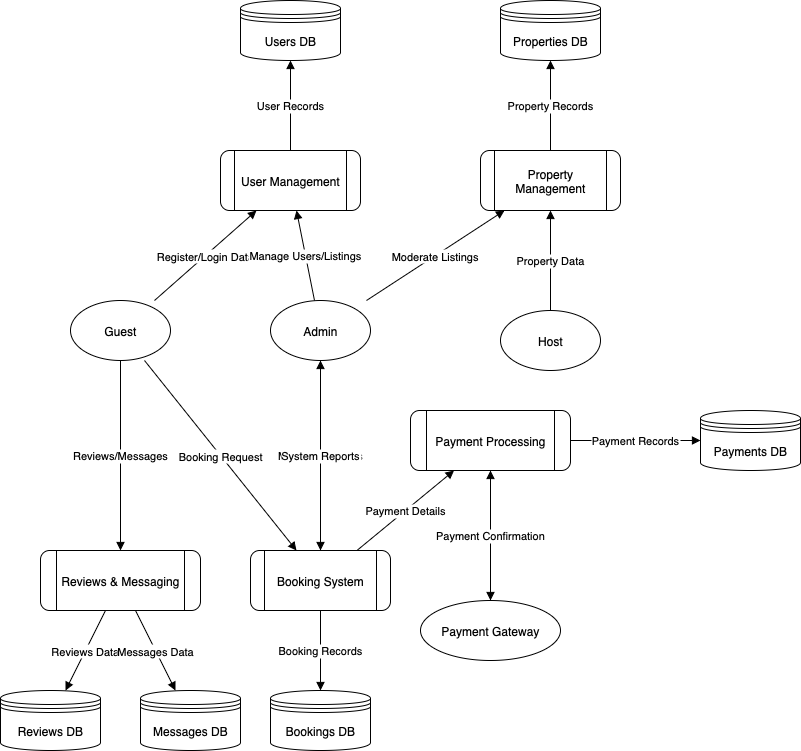 Users DB
Properties DB
User Records
Property Records
User Management
Property
Management
Register/Login Dat
Manage Users/Listings
Moderate Listings
Property Data
Guest
Admin
Host
Payment Processing
Payment Records
Payments DB
Reviews/Messages
Booking Request
System Reports
Payment Details
Payment Confirmation
Reviews & Messaging
Booking System
Payment Gateway
Reviews Data
Messages Data
Booking Records
Reviews DB
Messages DB
Bookings DB